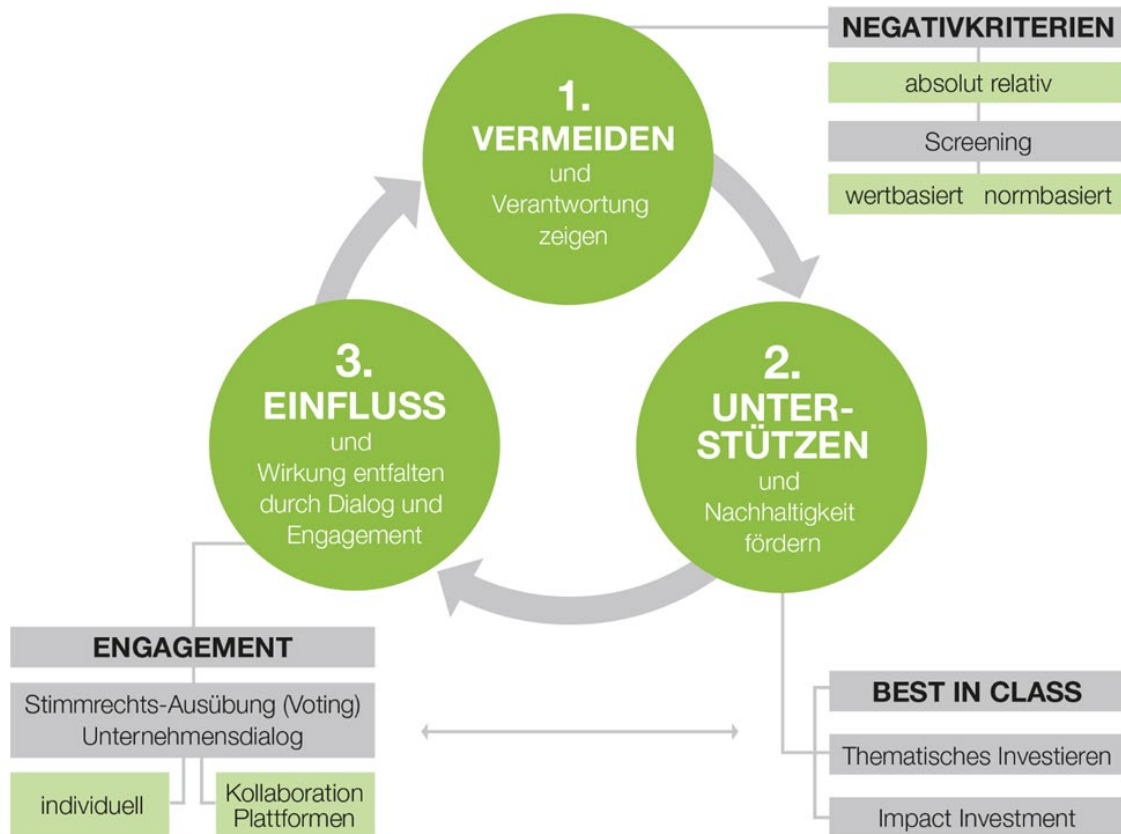 1.
VERMEIDEN
und
Verantwortung
zeigen
NEGATIVKRITERIEN
absolut relativ
Screening
wertbasiert normbasiert
2.
UNTER-
STÜTZEN
und
Nachhaltigkeit
fördern
BEST IN CLASS
Thematisches Investieren
Impact Investment
3.
EINFLUSS
und
Wirkung entfalten
durch Dialog und
Engagement
ENGAGEMENT
Stimmrechts-Ausübung (Voting)
Unternehmensdialog
individuell
Kollaboration
Plattformen